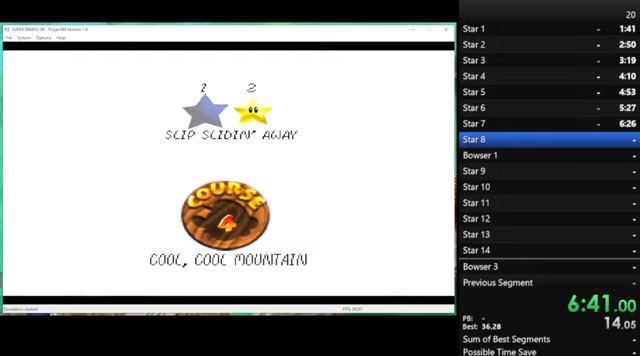 SUPER MARIO 64 - Project64 Version 1.6
File System Options Help
1 2
SLIP SLIDIN' AWAY
COURSE
4
COOL, COOL MOUNTAIN
Emulation started
20
Star 1 - 1:41
Star 2 - 2:50
Star 3 - 3:19
Star 4 - 4:10
Star 5 - 4:53
Star 6 - 5:27
Star 7 - 6:26
Star 8 -
Bowser 1 -
Star 9 -
Star 10 -
Star 11 -
Star 12 -
Star 13 -
Star 14 -
Bowser 3 -
Previous Segment -
6:41.00
PB: -
Best: 36.28
14.05
Sum of Best Segments -
Possible Time Save -